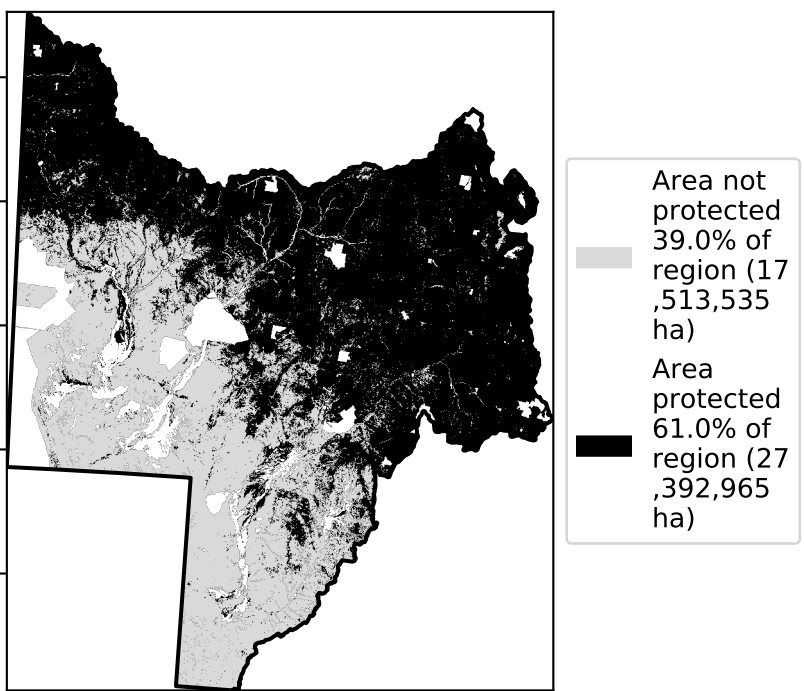 Area not
protected
39.0% of
region (17
,513,535
ha)
Area
protected
61.0% of
region (27
,392,965
ha)